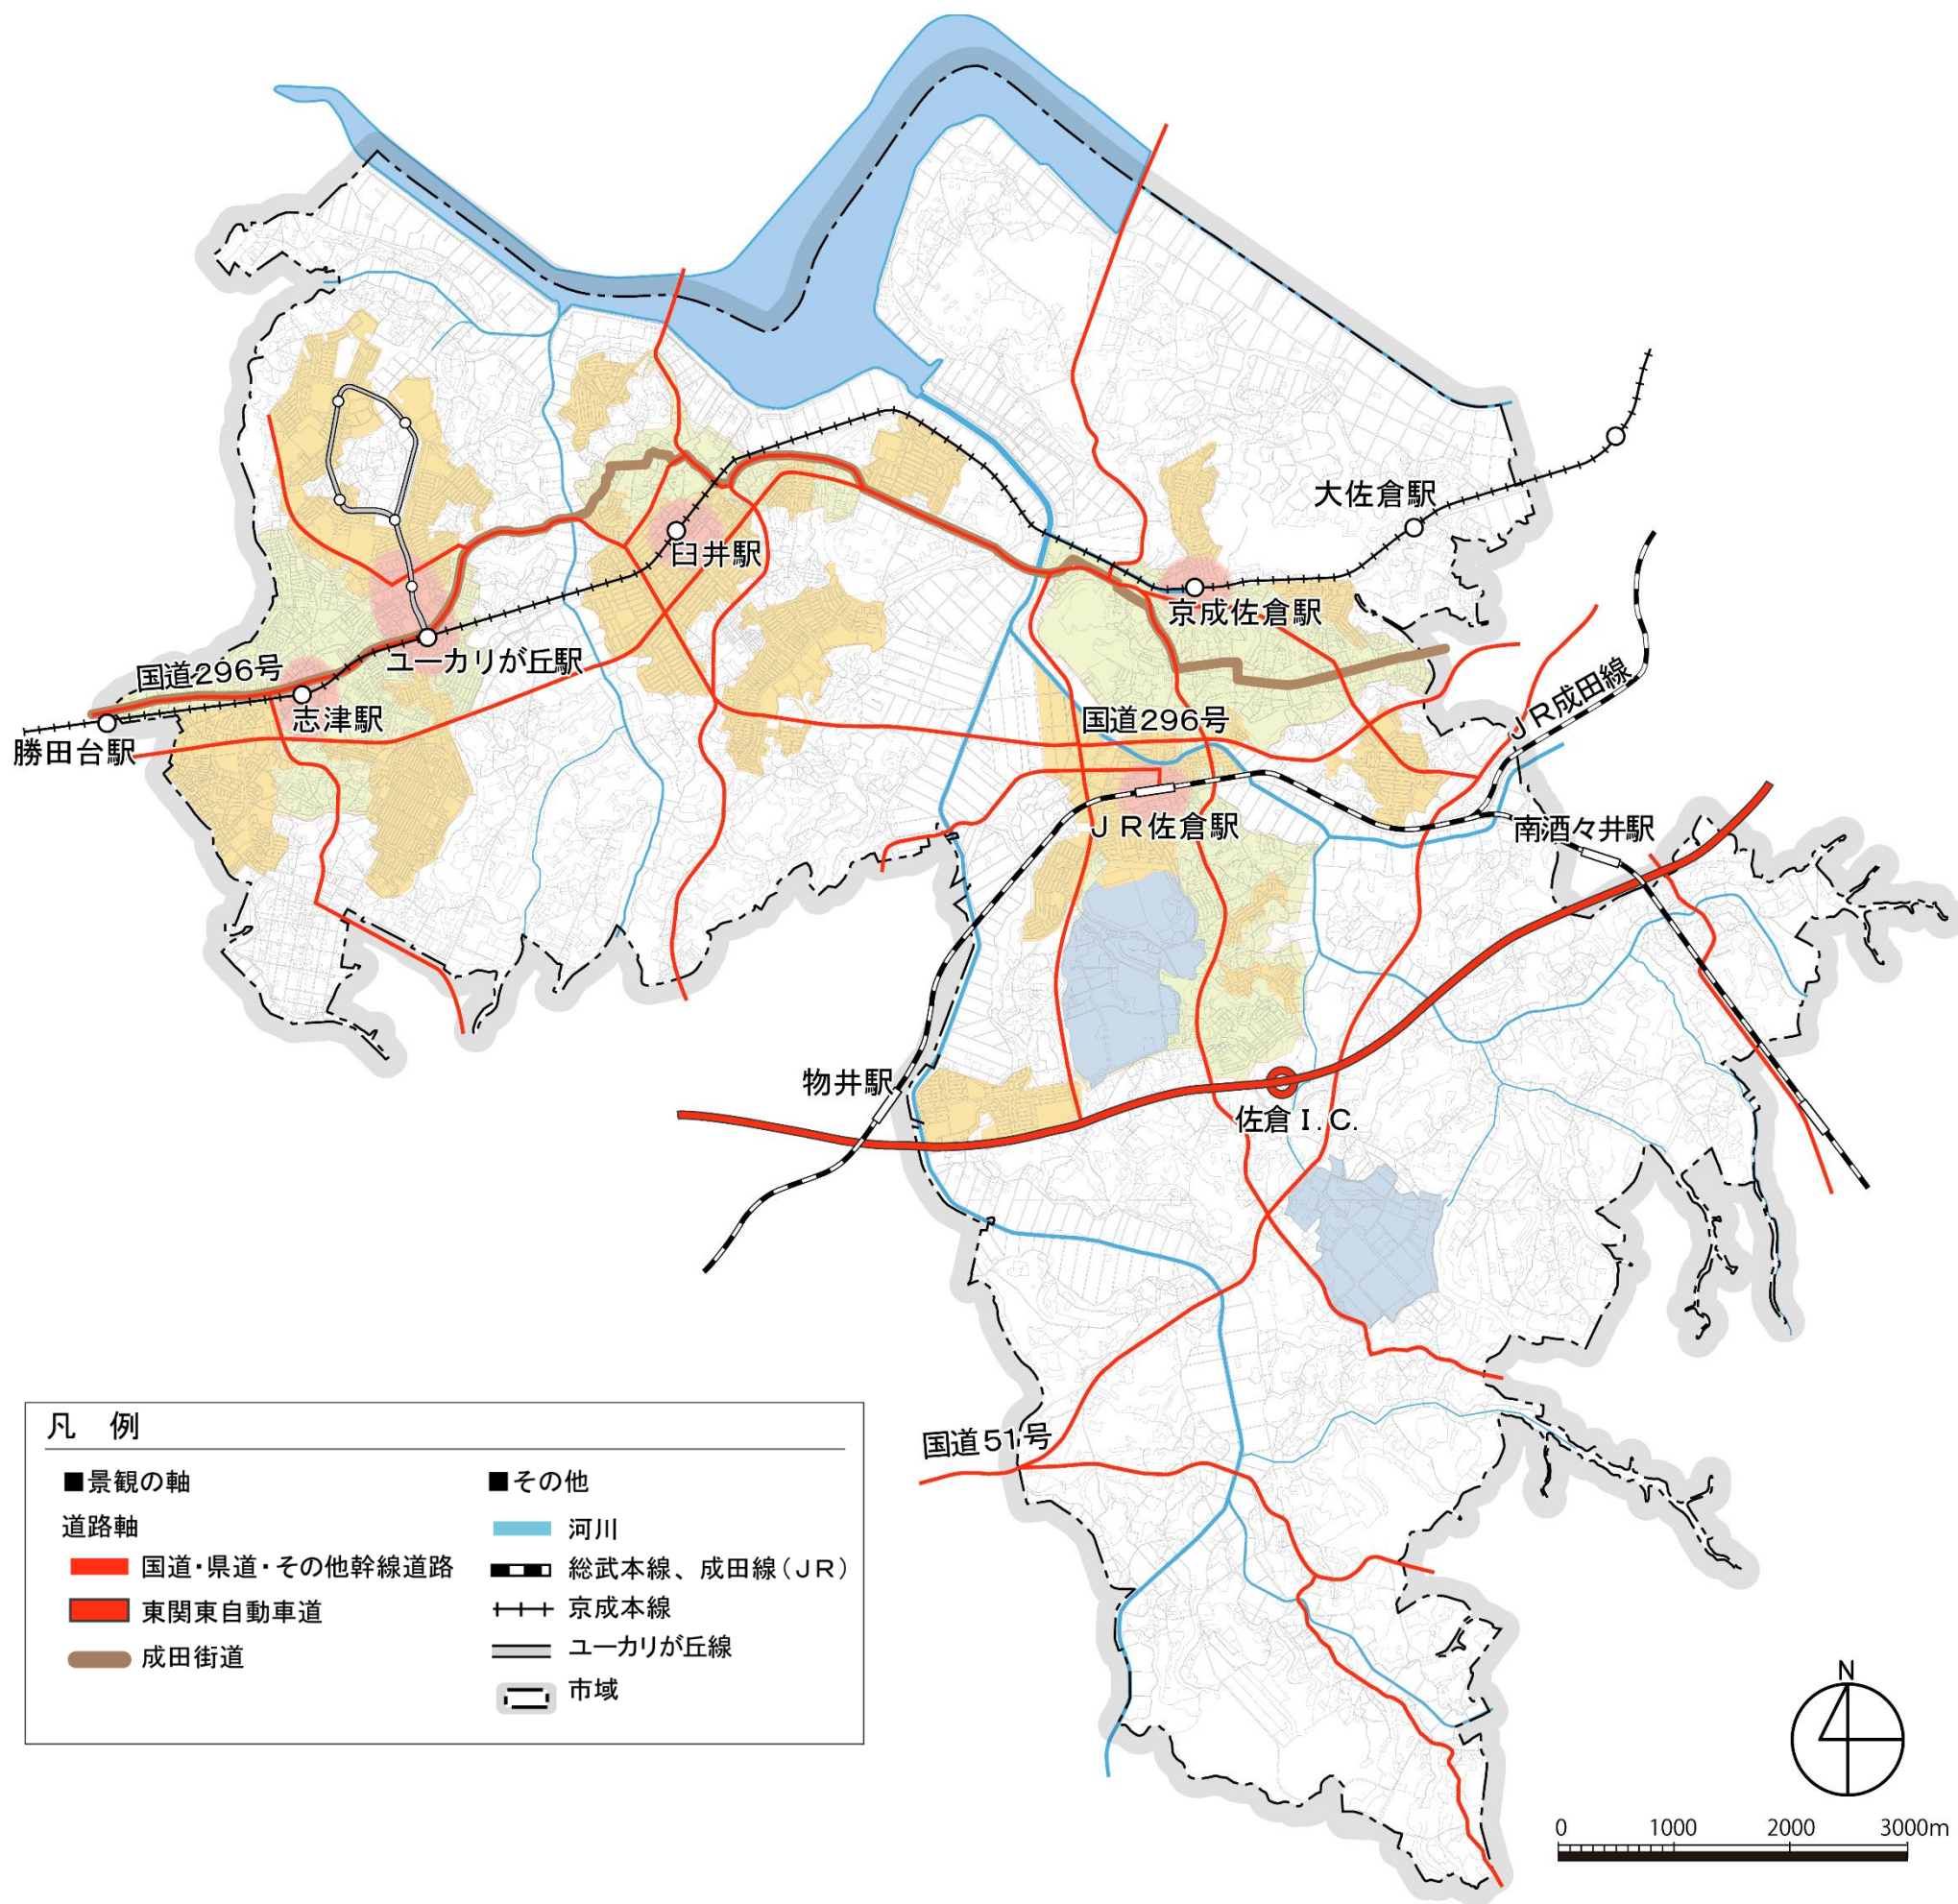 大佐倉駅
臼井駅
京成佐倉駅
ユーカリが丘駅
国道296号
志津駅
勝田台駅
国道296号
JR成田線
JR佐倉駅
南酒々井駅
物井駅
佐倉I.C.
国道51号
凡 例
■景観の軸
道路軸
国道・県道・その他幹線道路
東関東自動車道
成田街道
■その他
河川
総武本線、成田線(JR)
京成本線
ユーカリが丘線
市域
N
0 1000 2000 3000m